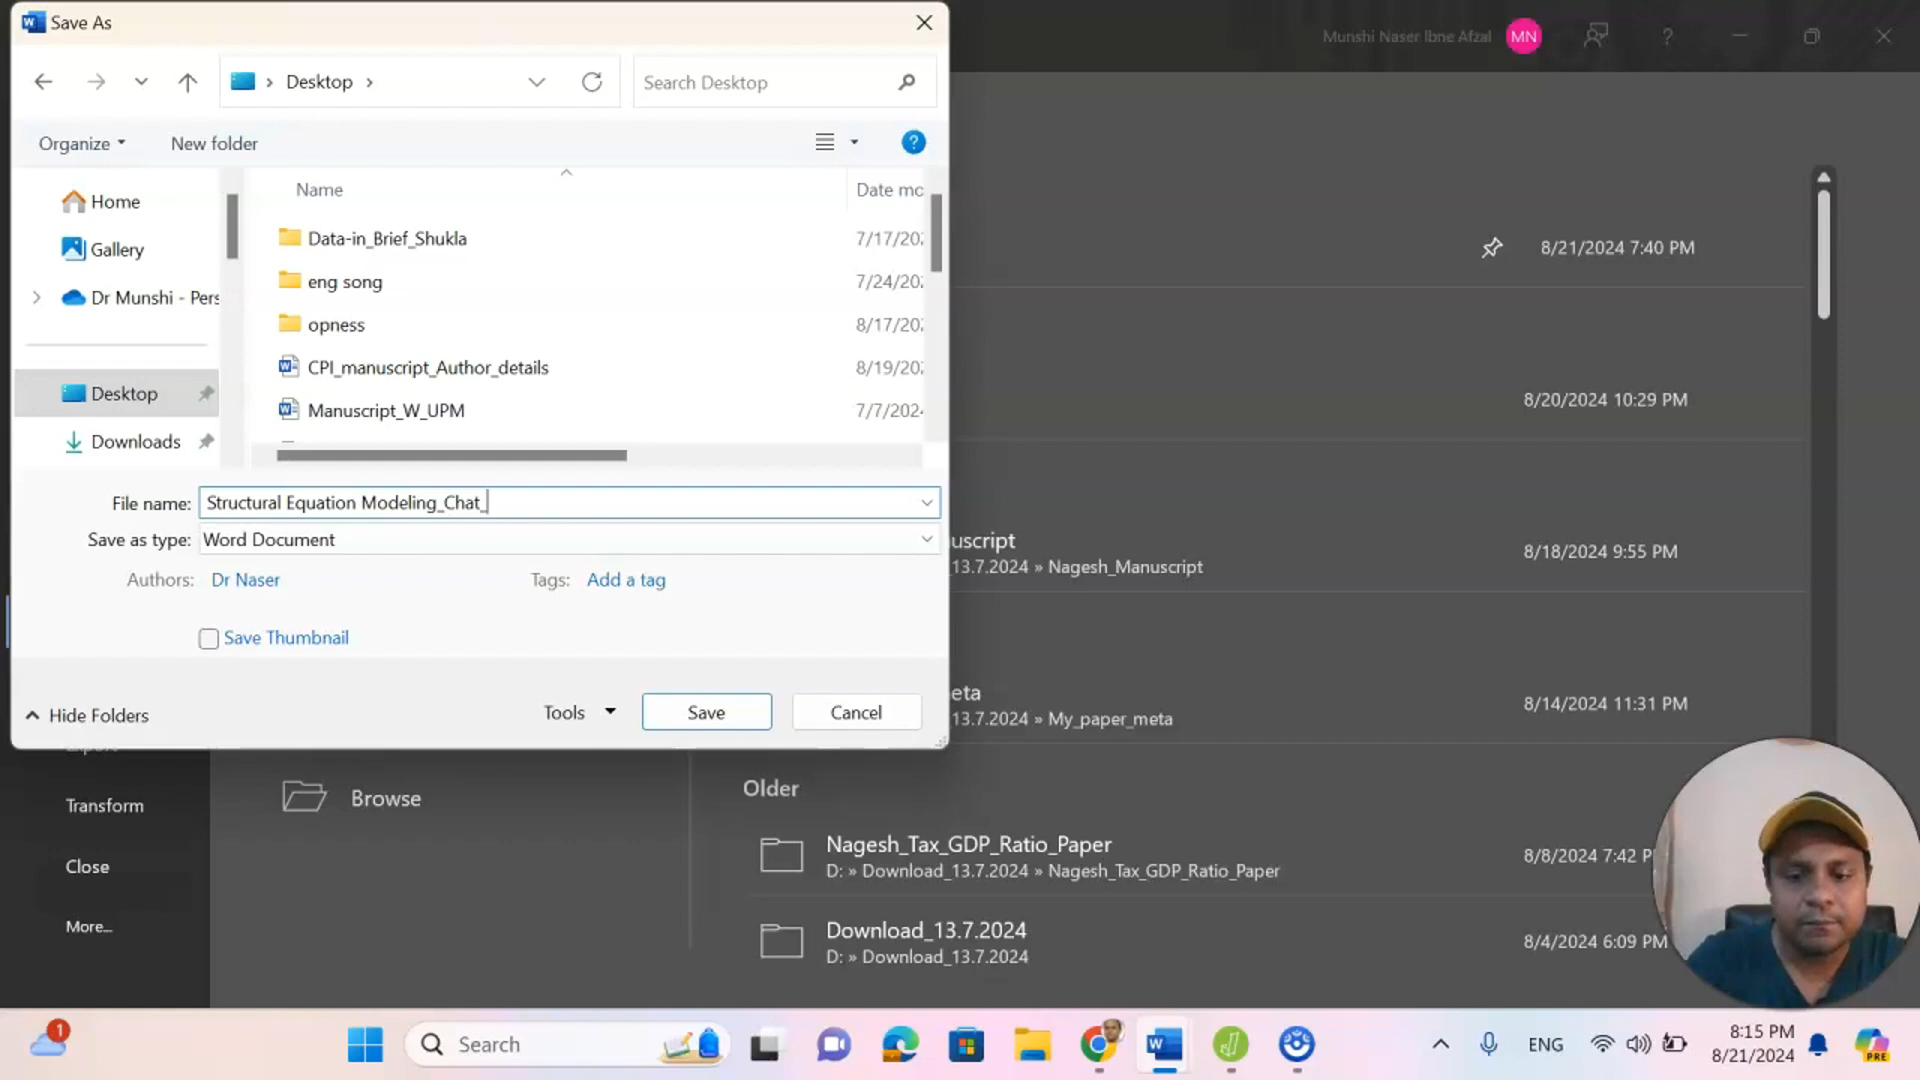 Save As
Munshi Naser Ibne Afzal
MN
Desktop
Search Desktop
Organize
New folder
Name
Date mo
Home
Gallery
Dr Munshi - Pers
Desktop
Downloads
Data-in_Brief_Shukla
7/17/202
eng song
7/24/202
opness
8/17/202
CPI_manuscript_Author_details
8/19/202
Manuscript_W_UPM
7/7/2024
File name: Structural Equation Modeling_Chat_
Save as type: Word Document
Authors: Dr Naser
Tags: Add a tag
Save Thumbnail
Hide Folders
Tools
Save
Cancel
8/21/2024 7:40 PM
8/20/2024 10:29 PM
uscript
13.7.2024 » Nagesh_Manuscript
8/18/2024 9:55 PM
eta
13.7.2024 » My_paper_meta
8/14/2024 11:31 PM
Transform
Close
More...
Browse
Older
Nagesh_Tax_GDP_Ratio_Paper
D: » Download_13.7.2024 » Nagesh_Tax_GDP_Ratio_Paper
8/8/2024 7:42 P
Download_13.7.2024
D: » Download_13.7.2024
8/4/2024 6:09 PM
1
Search
ENG
8:15 PM
8/21/2024
PRE